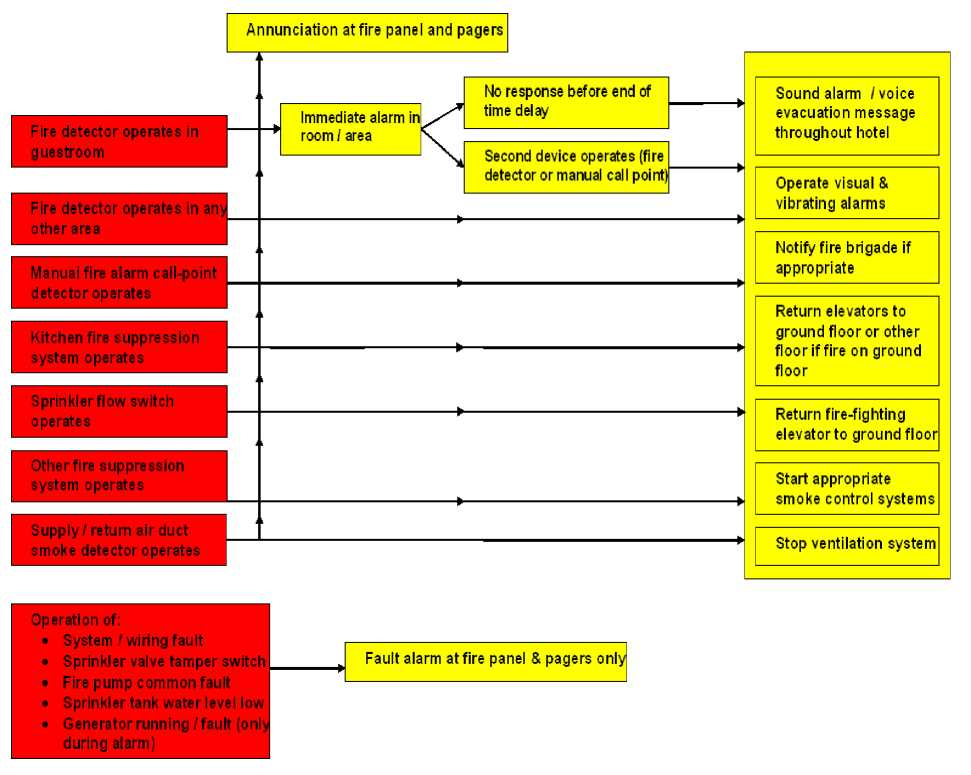 Annunciation at fire panel and pagers
Fire detector operates in
guestroom
Immediate alarm in
room / area
No response before end of
time delay
Second device operates (fire
detector or manual call point)
Fire detector operates in any
other area
Manual fire alarm call-point
detector operates
Kitchen fire suppression
system operates
Sprinkler flow switch
operates
Other fire suppression
system operates
Supply / return air duct
smoke detector operates
Sound alarm / voice
evacuation message
throughout hotel
Operate visual &
vibrating alarms
Notify fire brigade if
appropriate
Return elevators to
ground floor or other
floor if fire on ground
floor
Return fire-fighting
elevator to ground floor
Start appropriate
smoke control systems
Stop ventilation system
Operation of:
• System / wiring fault
• Sprinkler valve tamper switch
• Fire pump common fault
• Sprinkler tank water level low
• Generator running / fault (only
during alarm)
Fault alarm at fire panel & pagers only